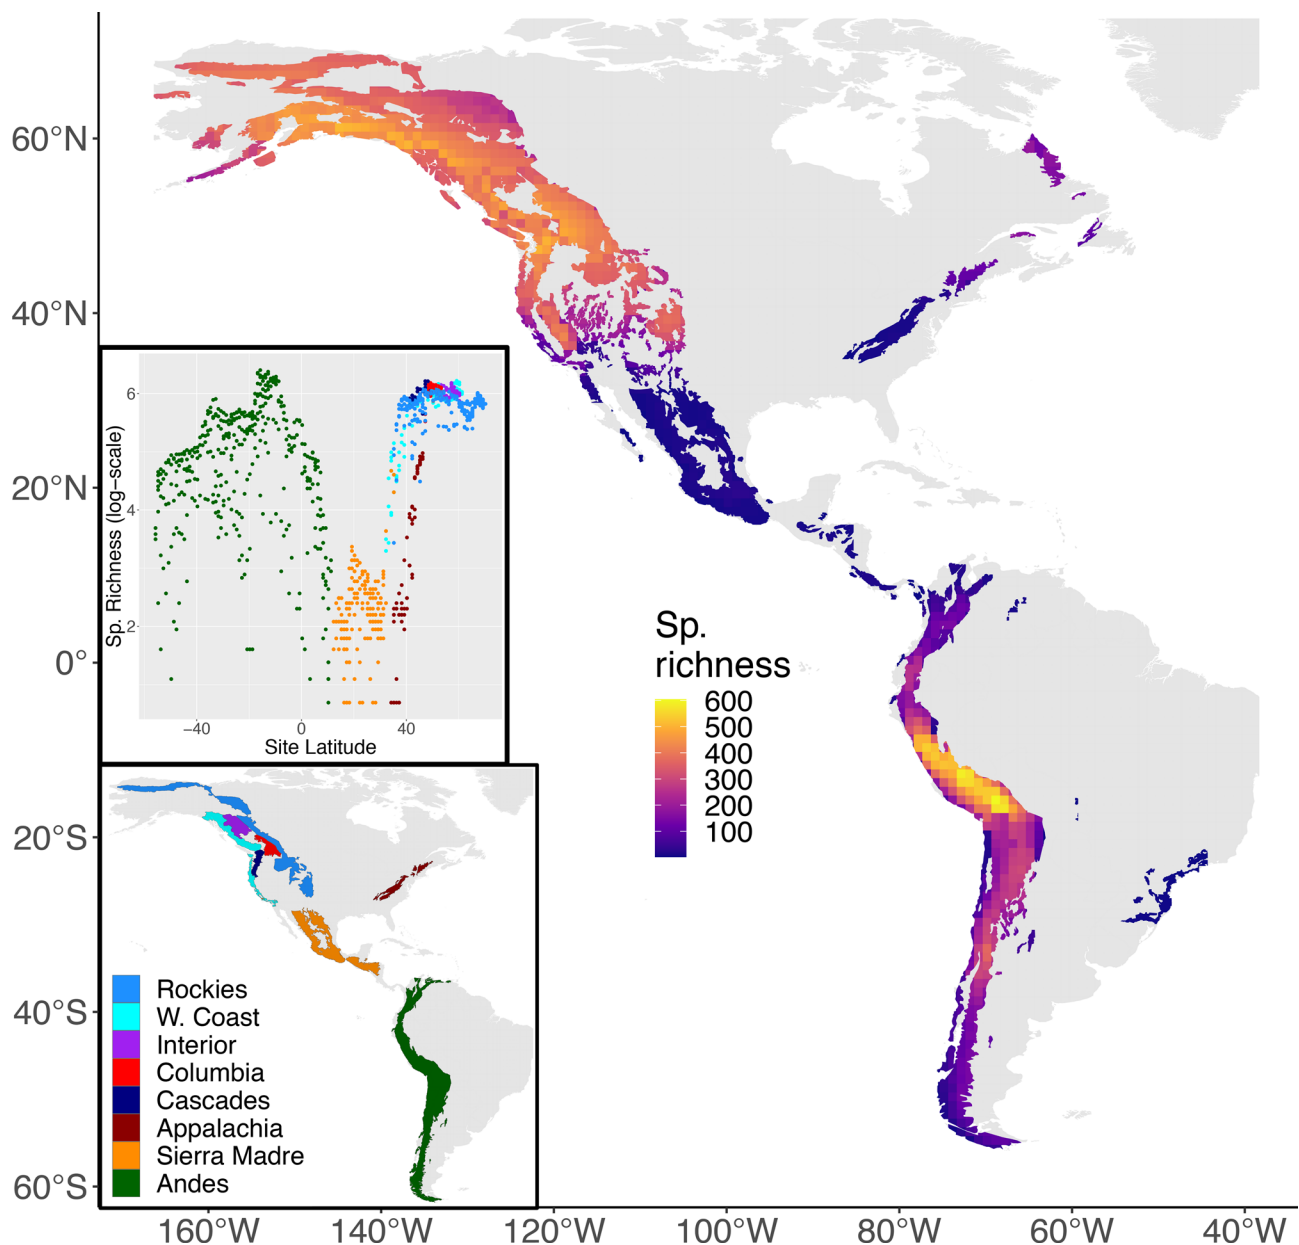 60°N
40°N
20°N
0°
20°S
40°S
60°S
160°W
140°W
120°W
100°W
80°W
60°W
40°W
Sp. Richness (log−scale)
6
4
2
−40
0
40
Site Latitude
Sp.
richness
600
500
400
300
200
100
Rockies
W. Coast
Interior
Columbia
Cascades
Appalachia
Sierra Madre
Andes